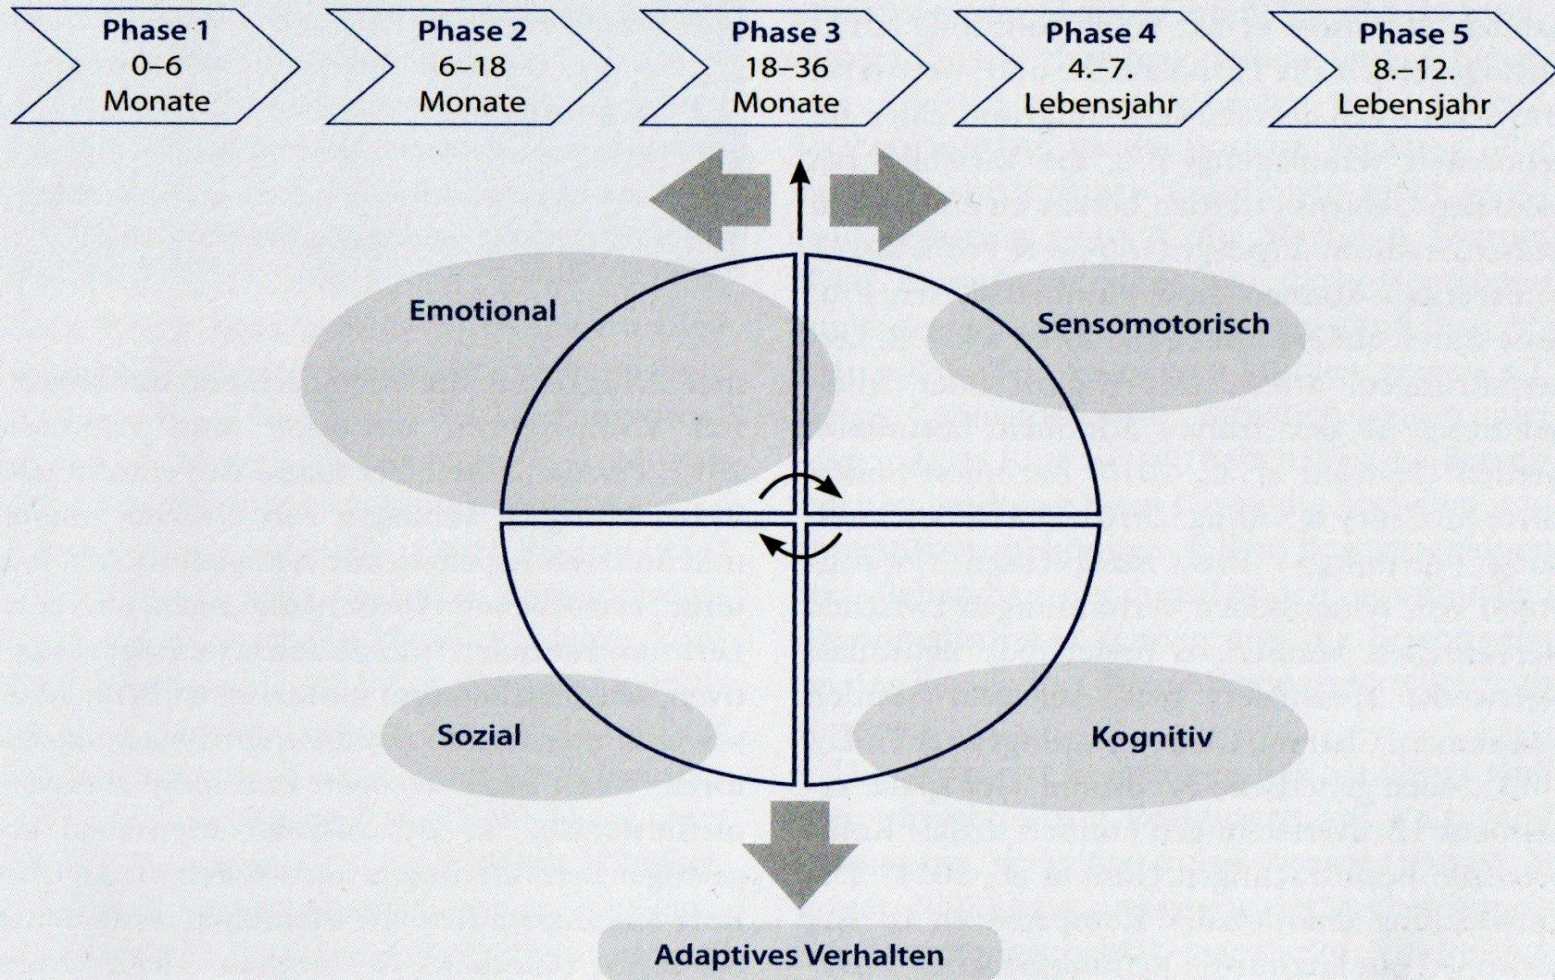 Phase 1
0–6
Monate
Phase 2
6–18
Monate
Phase 3
18–36
Monate
Phase 4
4.–7.
Lebensjahr
Phase 5
8.–12.
Lebensjahr
Emotional
Sensomotorisch
Sozial
Kognitiv
Adaptives Verhalten